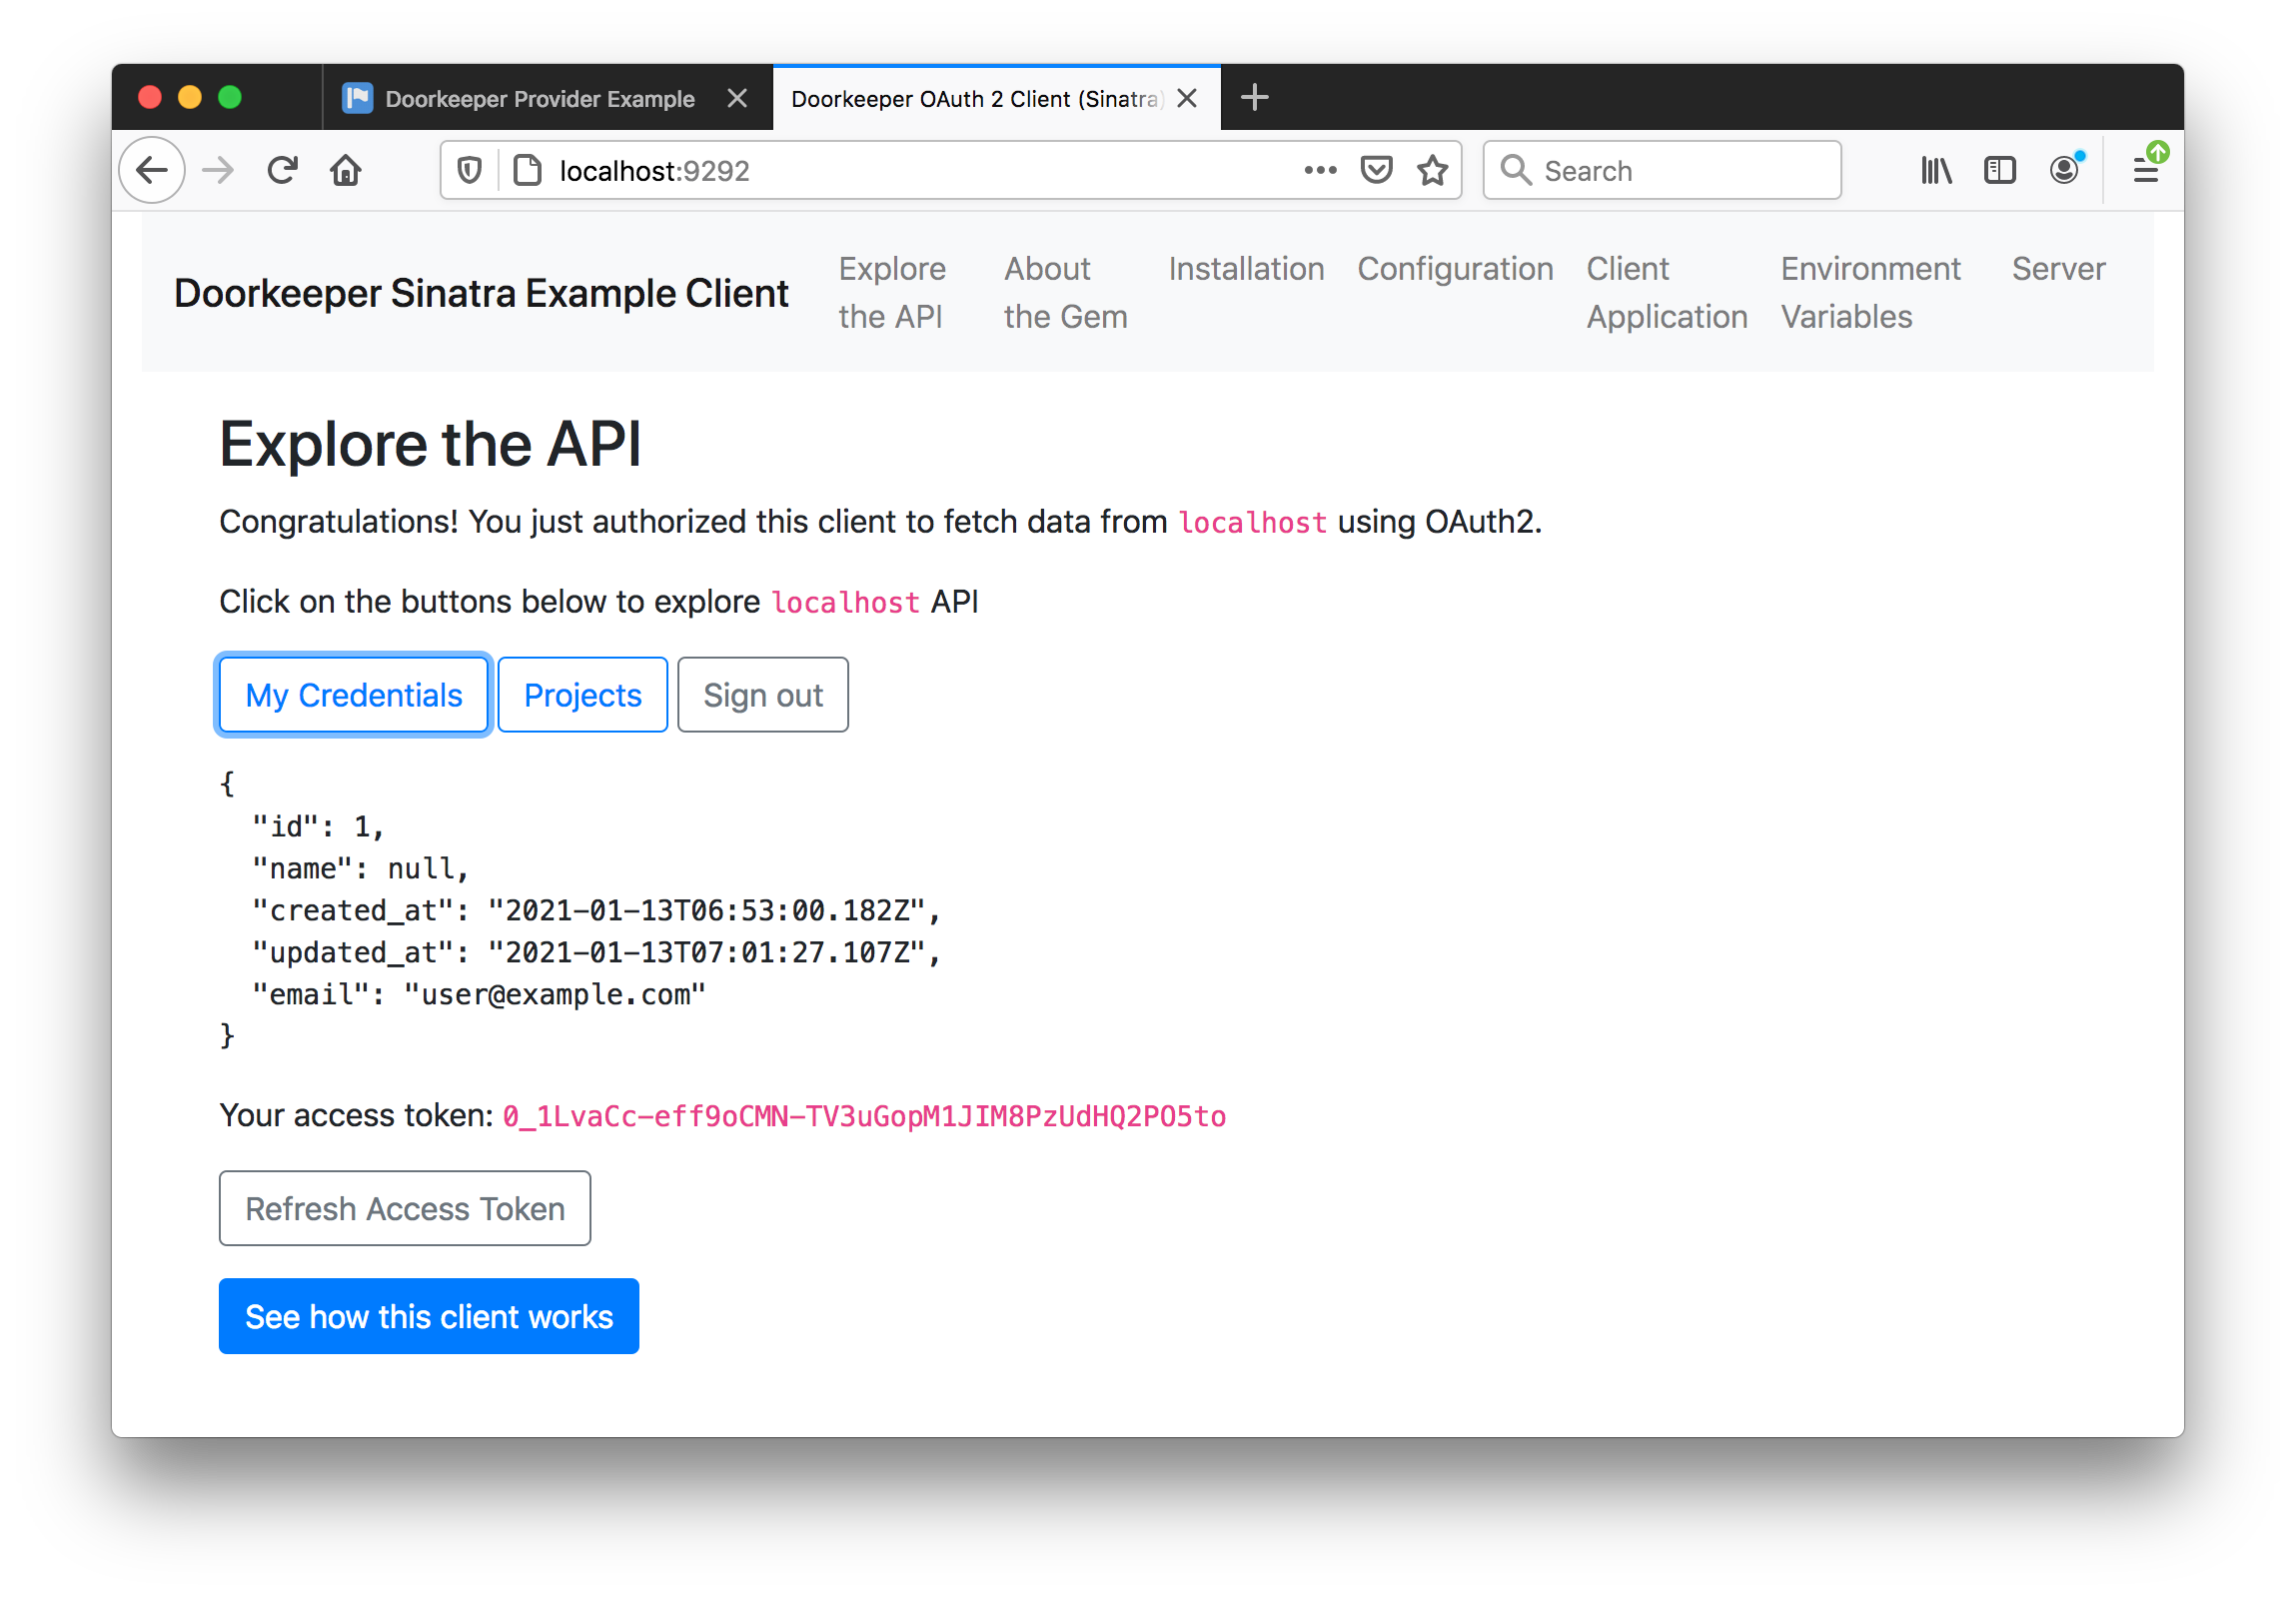 Doorkeeper Provider Example
Doorkeeper OAuth 2 Client (Sinatra)
localhost:9292
Search
Doorkeeper Sinatra Example Client
Explore the API
About the Gem
Installation
Configuration
Client Application
Environment Variables
Server
Explore the API
Congratulations! You just authorized this client to fetch data from localhost using OAuth2.
Click on the buttons below to explore localhost API
My Credentials
Projects
Sign out
{
  "id": 1,
  "name": null,
  "created_at": "2021-01-13T06:53:00.182Z",
  "updated_at": "2021-01-13T07:01:27.107Z",
  "email": "user@example.com"
}
Your access token: 0_1LvaCc-eff9oCMN-TV3uGopM1JIM8PzUdHQ2PO5to
Refresh Access Token
See how this client works